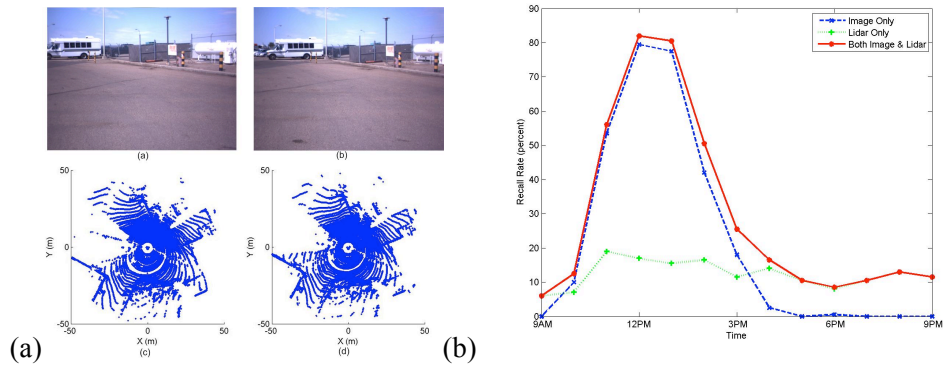 (a)
(b)
50
0
-50
Y (m)
-50
0
50
X (m)
(c)
50
0
-50
Y (m)
-50
0
50
X (m)
(d)
(a)
90
80
70
60
50
40
30
20
10
0
Recall Rate (percent)
9AM
12PM
3PM
6PM
9PM
Time
Image Only
Lidar Only
Both Image & Lidar
(b)